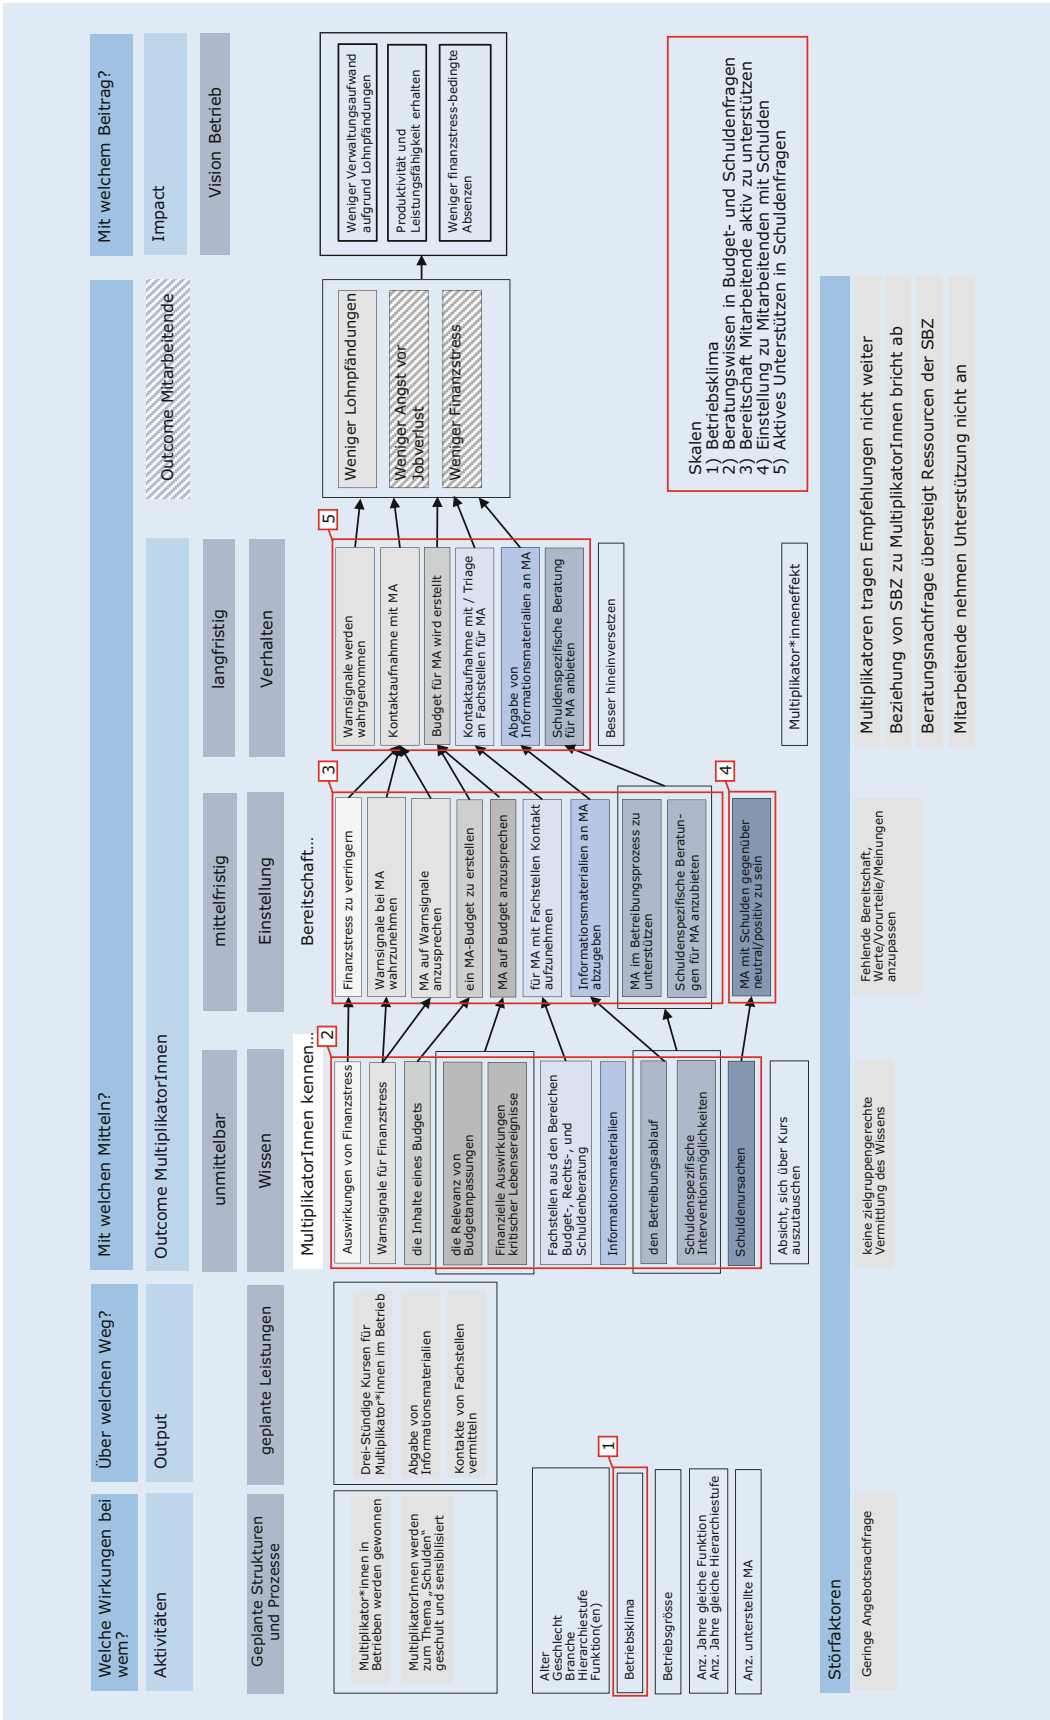 Welche Wirkungen bei
wem?
Über welchen Weg?
Mit welchen Mitteln?
Mit welchem Beitrag?
Aktivitäten
Output
Outcome MultiplikatorInnen
Outcome Mitarbeitende
Impact
unmittelbar
mittelfristig
langfristig
Vision Betrieb
Geplante Strukturen
und Prozesse
geplante Leistungen
Wissen
Einstellung
Verhalten
Multiplikator*innen in
Betrieben werden gewonnen
MultiplikatorInnen werden
zum Thema „Schulden“
geschult und sensibilisiert
Drei-Stündige Kursen für
Multiplikator*innen im Betrieb
Abgabe von
Informationsmaterialien
Kontakte von Fachstellen
vermitteln
Alter
Geschlecht
Branche
Hierarchiestufe
Funktion(en)
1
Betriebsklima
Betriebsgrösse
Anz. Jahre gleiche Funktion
Anz. Jahre gleiche Hierarchiestufe
Anz. unterstellte MA
MultiplikatorInnen kennen...
2
Auswirkungen von Finanzstress
Warnsignale für Finanzstress
die Inhalte eines Budgets
die Relevanz von
Budgetanpassungen
Finanzielle Auswirkungen
kritischer Lebensereignisse
Fachstellen aus den Bereichen
Budget-, Rechts-, und
Schuldenberatung
Informationsmaterialien
den Betreibungsablauf
Schuldenspezifische
Interventionsmöglichkeiten
Schuldenursachen
Absicht, sich über Kurs
auszutauschen
Bereitschaft...
3
Finanzstress zu verringern
Warnsignale bei MA
wahrzunehmen
MA auf Warnsignale
anzusprechen
ein MA-Budget zu erstellen
MA auf Budget anzusprechen
für MA mit Fachstellen Kontakt
aufzunehmen
Informationsmaterialien an MA
abzugeben
MA im Betreibungsprozess zu
unterstützen
Schuldenspezifische Beratun-
gen für MA anzubieten
4
MA mit Schulden gegenüber
neutral/positiv zu sein
5
Warnsignale werden
wahrgenommen
Kontaktaufnahme mit MA
Budget für MA wird erstellt
Kontaktaufnahme mit / Triage
an Fachstellen für MA
Abgabe von
Informationsmaterialien an MA
Schuldenspezifische Beratung
für MA anbieten
Besser hineinversetzen
Multiplikator*inneneffekt
Weniger Lohnpfändungen
Weniger Angst vor
Jobverlust
Weniger Finanzstress
Weniger Verwaltungsaufwand
aufgrund Lohnpfändungen
Produktivität und
Leistungsfähigkeit erhalten
Weniger finanzstress-bedingte
Absenzen
Skalen
1) Betriebsklima
2) Beratungswissen in Budget- und Schuldenfragen
3) Bereitschaft Mitarbeitende aktiv zu unterstützen
4) Einstellung zu Mitarbeitenden mit Schulden
5) Aktives Unterstützen in Schuldenfragen
Störfaktoren
Geringe Angebotsnachfrage
keine zielgruppengerechte
Vermittlung des Wissens
Fehlende Bereitschaft,
Werte/Vorurteile/Meinungen
anzupassen
Multiplikatoren tragen Empfehlungen nicht weiter
Beziehung von SBZ zu MultiplikatorInnen bricht ab
Beratungsnachfrage übersteigt Ressourcen der SBZ
Mitarbeitende nehmen Unterstützung nicht an